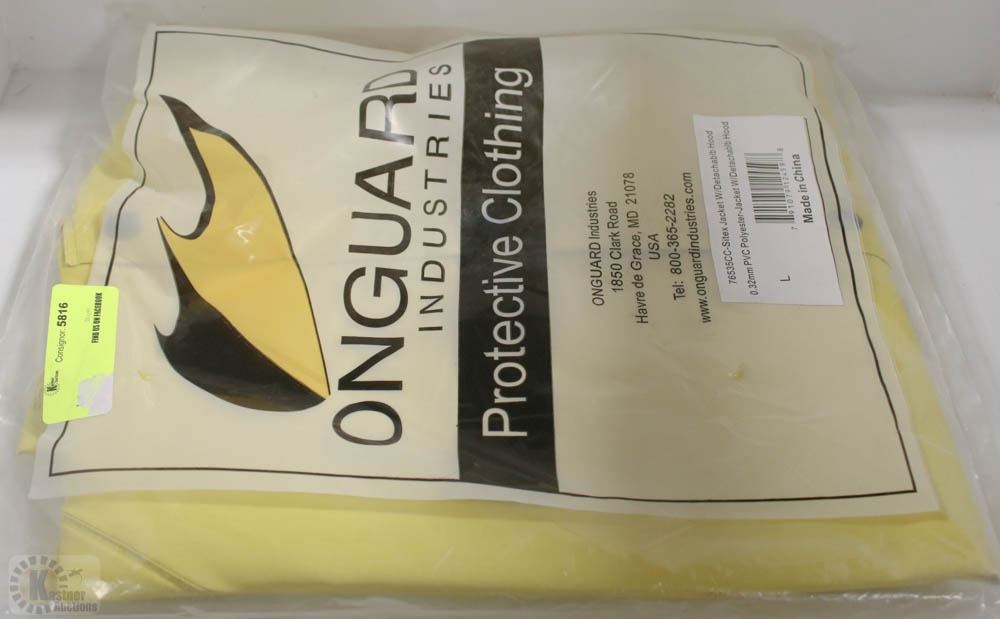 ONGUARD
INDUSTRIES
Protective Clothing
ONGUARD Industries
1850 Clark Road
Havre de Grace, MD 21078
USA
Tel: 800-365-2282
www.onguardindustries.com
76535CC-Sitex Jacket W/Detachabib Hood
0.32mm PVC Polyester-Jacket W/Detachabib Hood
Made in China
L
Consignor: 5816
FIND US ON FACEBOOK
Kastner
Auctions